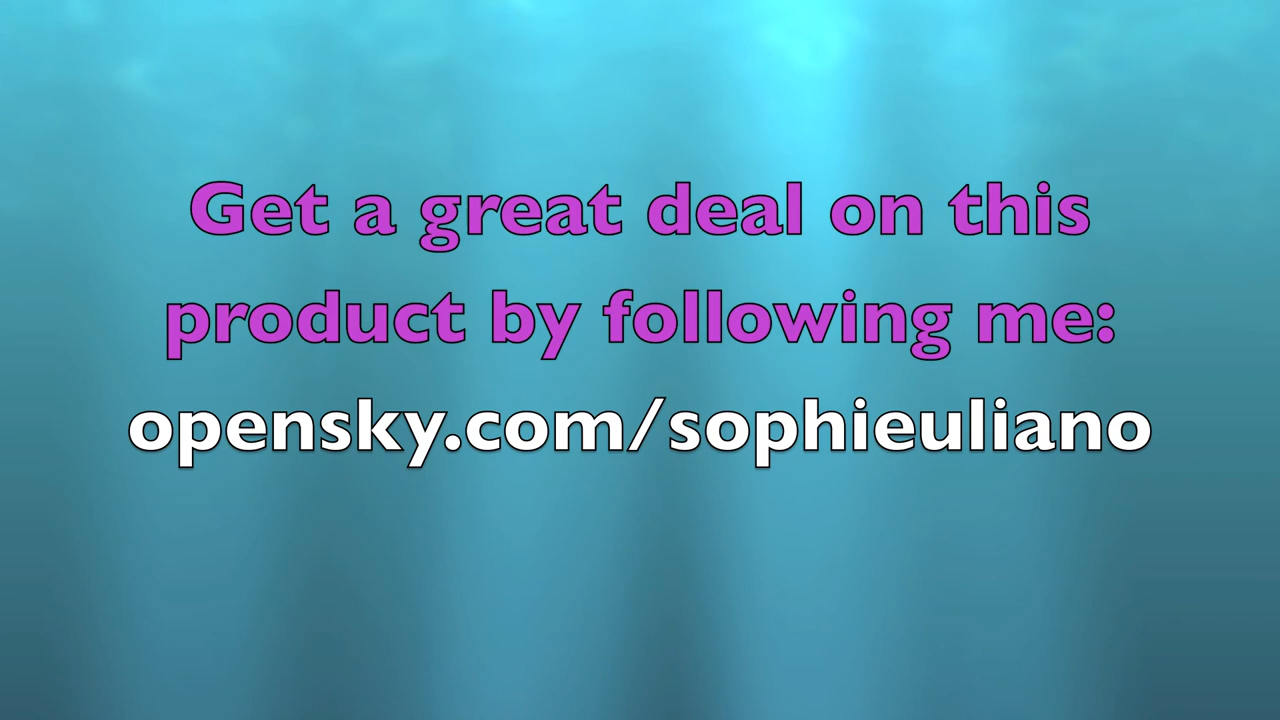 Get a great deal on this
product by following me:
opensky.com/sophieuliano